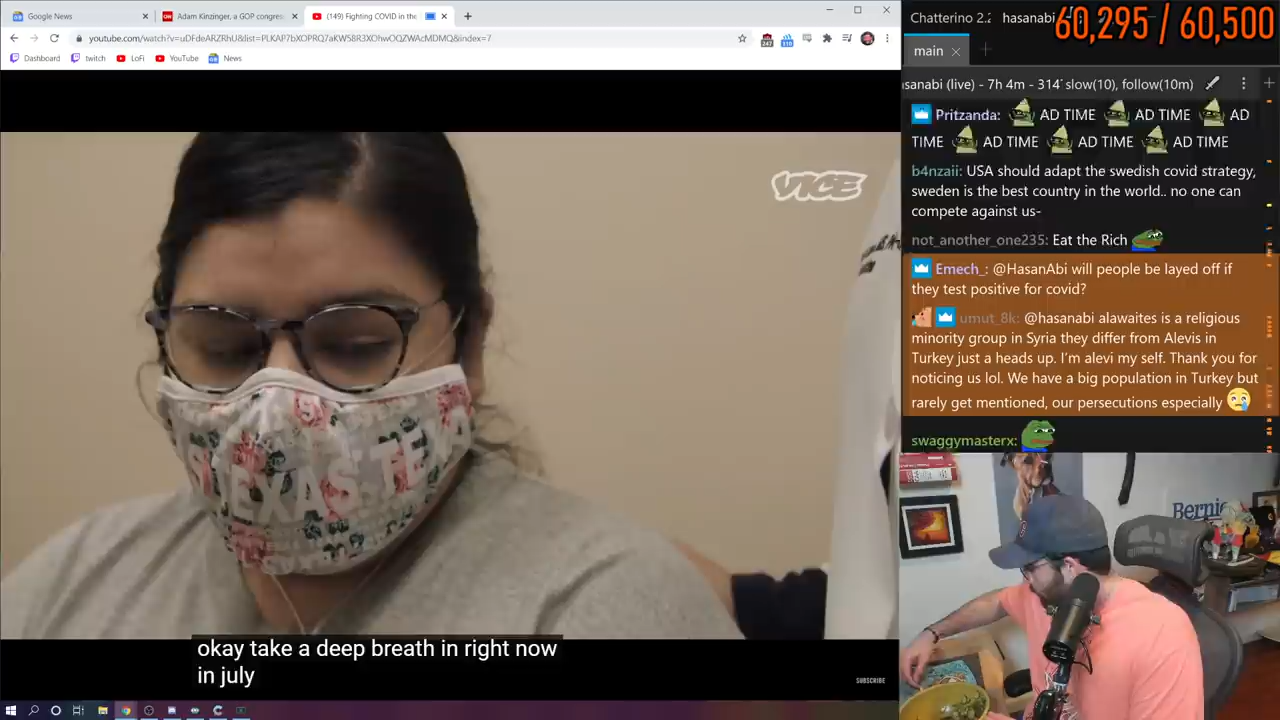 Google News
Adam Kinzinger, a GOP congres
(149) Fighting COVID in the
youtube.com/watch?v=uDFdeARZRhU&list=PLKAP7bXOPRQ7aKW5BR3XOhwOQZWAcMDMQ&index=7
Dashboard
twitch
LoFi
YouTube
News
VICE
TEXAS TE
okay take a deep breath in right now
in july
SUBSCRIBE
Chatterino 2.
hasanabi
60,295 / 60,500
main
sanabi (live) - 7h 4m - 314
slow(10), follow(10m)
Pritzanda: AD TIME AD TIME AD
TIME AD TIME AD TIME AD TIME
b4nzaii: USA should adapt the swedish covid strategy,
sweden is the best country in the world.. no one can
compete against us-
not_another_one235: Eat the Rich
Emech_: @HasanAbi will people be layed off if
they test positive for covid?
umut_8k: @hasanabi alawaites is a religious
minority group in Syria they differ from Alevis in
Turkey just a heads up. I'm alevi my self. Thank you for
noticing us lol. We have a big population in Turkey but
rarely get mentioned, our persecutions especially
swaggymasterx:
Bernie